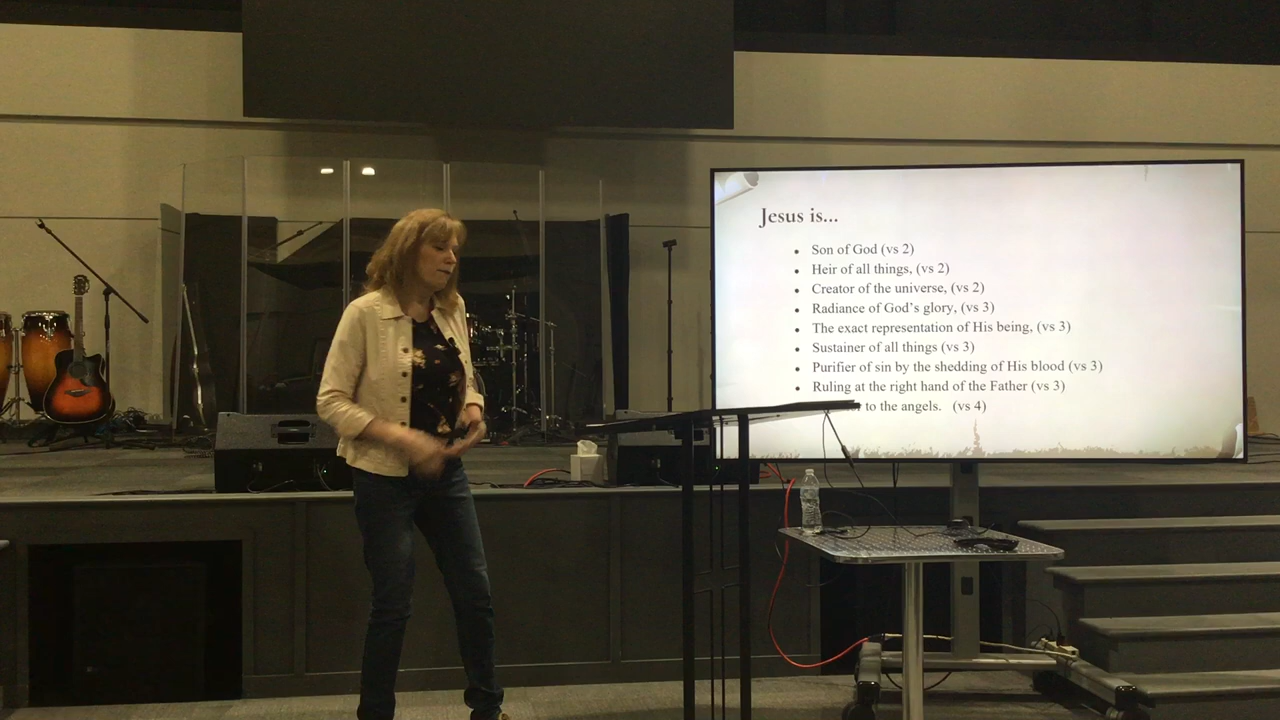 Jesus is...
• Son of God (vs 2)
• Heir of all things, (vs 2)
• Creator of the universe, (vs 2)
• Radiance of God's glory, (vs 3)
• The exact representation of His being, (vs 3)
• Sustainer of all things (vs 3)
• Purifier of sin by the shedding of His blood (vs 3)
• Ruling at the right hand of the Father (vs 3)
to the angels. (vs 4)